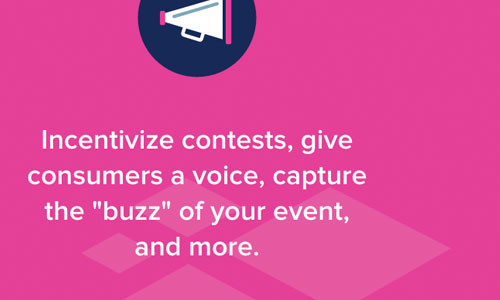 Incentivize contests, give
consumers a voice, capture
the "buzz" of your event,
and more.